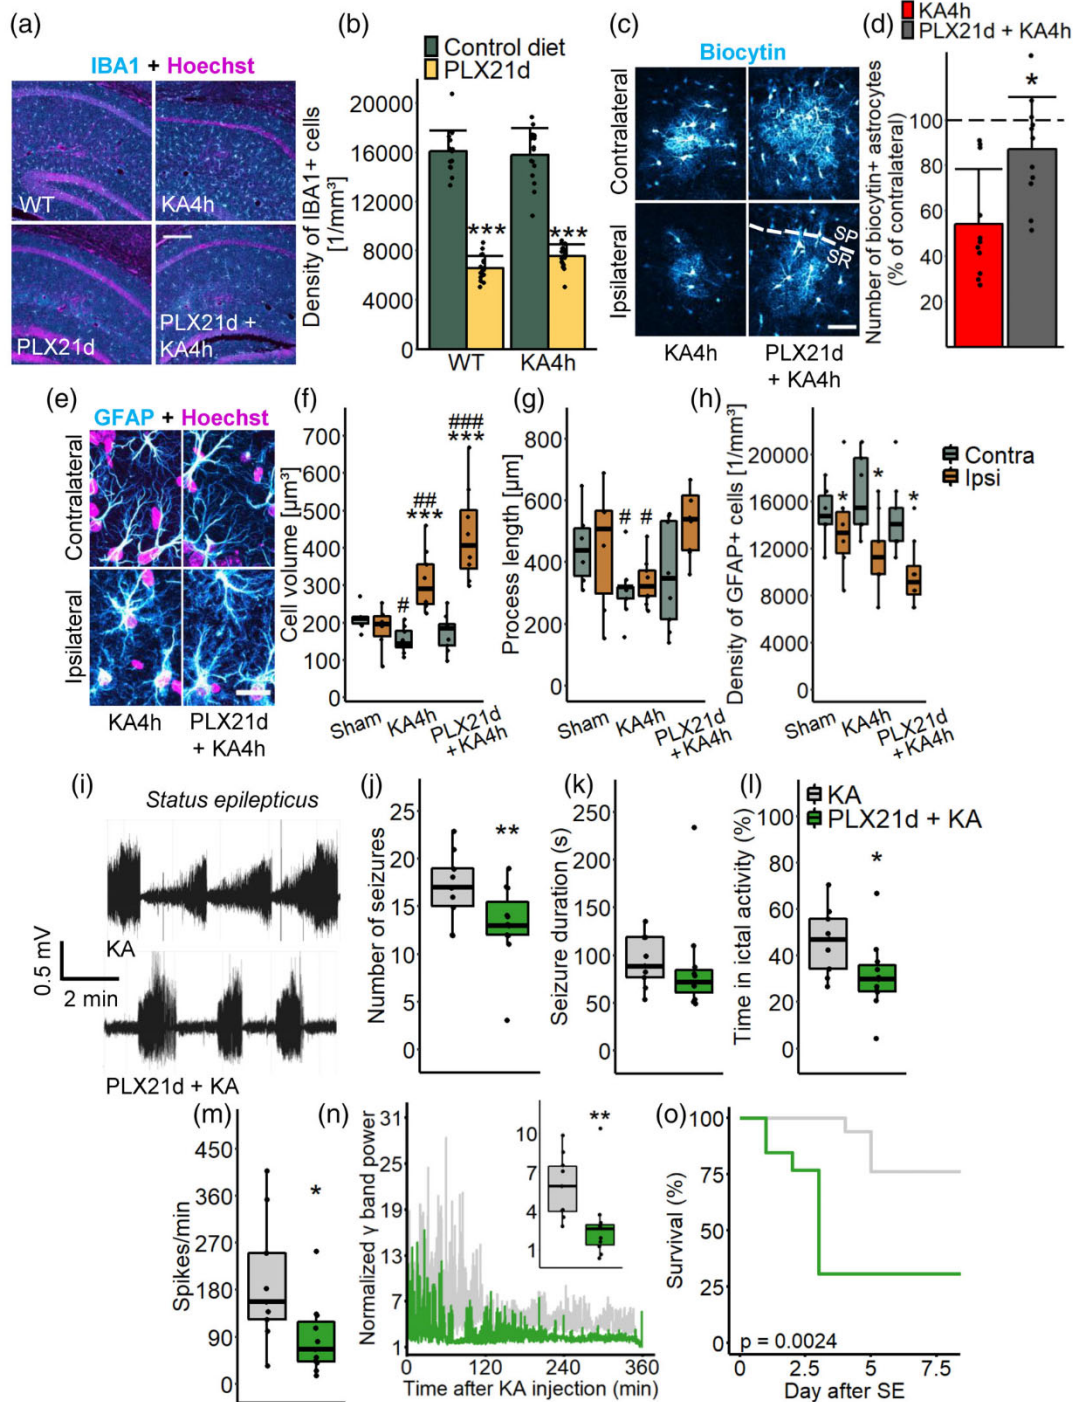 (a)
IBA1 + Hoechst
WT
KA4h
PLX21d
PLX21d +
KA4h
(b)
Control diet
PLX21d
Density of IBA1+ cells
[1/mm³]
20000
16000
12000
8000
4000
0
***
***
WT
KA4h
(c)
Biocytin
Contralateral
Ipsilateral
SP
SR
KA4h
PLX21d
+ KA4h
(d)
KA4h
PLX21d + KA4h
Number of biocytin+ astrocytes
(% of contralateral)
100
80
60
40
20
*
(e)
GFAP + Hoechst
Contralateral
Ipsilateral
KA4h
PLX21d
+ KA4h
(f)
Cell volume [µm³]
700
600
500
400
300
200
100
0
#
##
***
###
***
Sham
KA4h
PLX21d
+KA4h
(g)
Process length [µm]
800
600
400
200
0
#
#
Sham
KA4h
PLX21d
+KA4h
(h)
Density of GFAP+ cells [1/mm³]
20000
16000
12000
8000
4000
0
*
*
*
Sham
KA4h
PLX21d
+KA4h
Contra
Ipsi
(i)
Status epilepticus
KA
0.5 mV
2 min
PLX21d + KA
(j)
Number of seizures
25
20
15
10
5
0
**
(k)
Seizure duration (s)
250
200
150
100
50
0
(l)
KA
PLX21d + KA
Time in ictal activity (%)
100
80
60
40
20
0
*
(m)
Spikes/min
450
360
270
180
90
0
*
(n)
Normalized γ band power
31
25
19
13
7
1
10
7
4
1
**
0
120
240
360
Time after KA injection (min)
(o)
Survival (%)
100
75
50
25
0
p = 0.0024
0
2.5
5
7.5
Day after SE